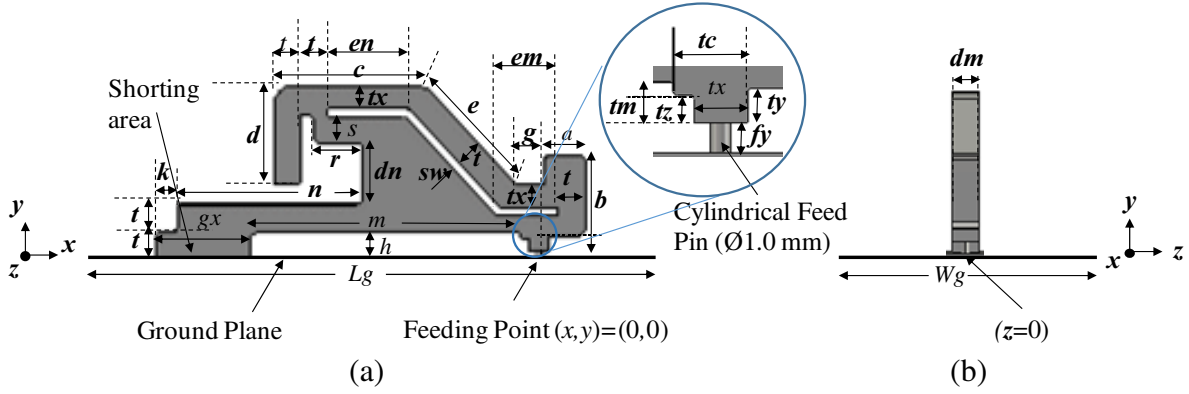 t t en
c
em
Shorting
area
tx
e
d
s
r
g a
t
sw
dn
k
n
tx
t
b
t
gx
m
t
h
y
x
z
Lg
Ground Plane
Feeding Point (x, y)=(0,0)
(a)
tc
tx
tm
tz
ty
fy
Cylindrical Feed
Pin (Ø1.0 mm)
dm
y
x
z
Wg
(z=0)
(b)